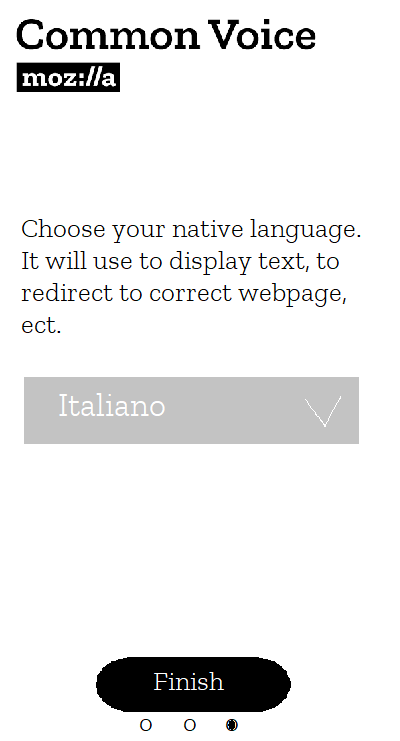 Common Voice
moz://a
Choose your native language.
It will use to display text, to
redirect to correct webpage,
ect.
Italiano
Finish